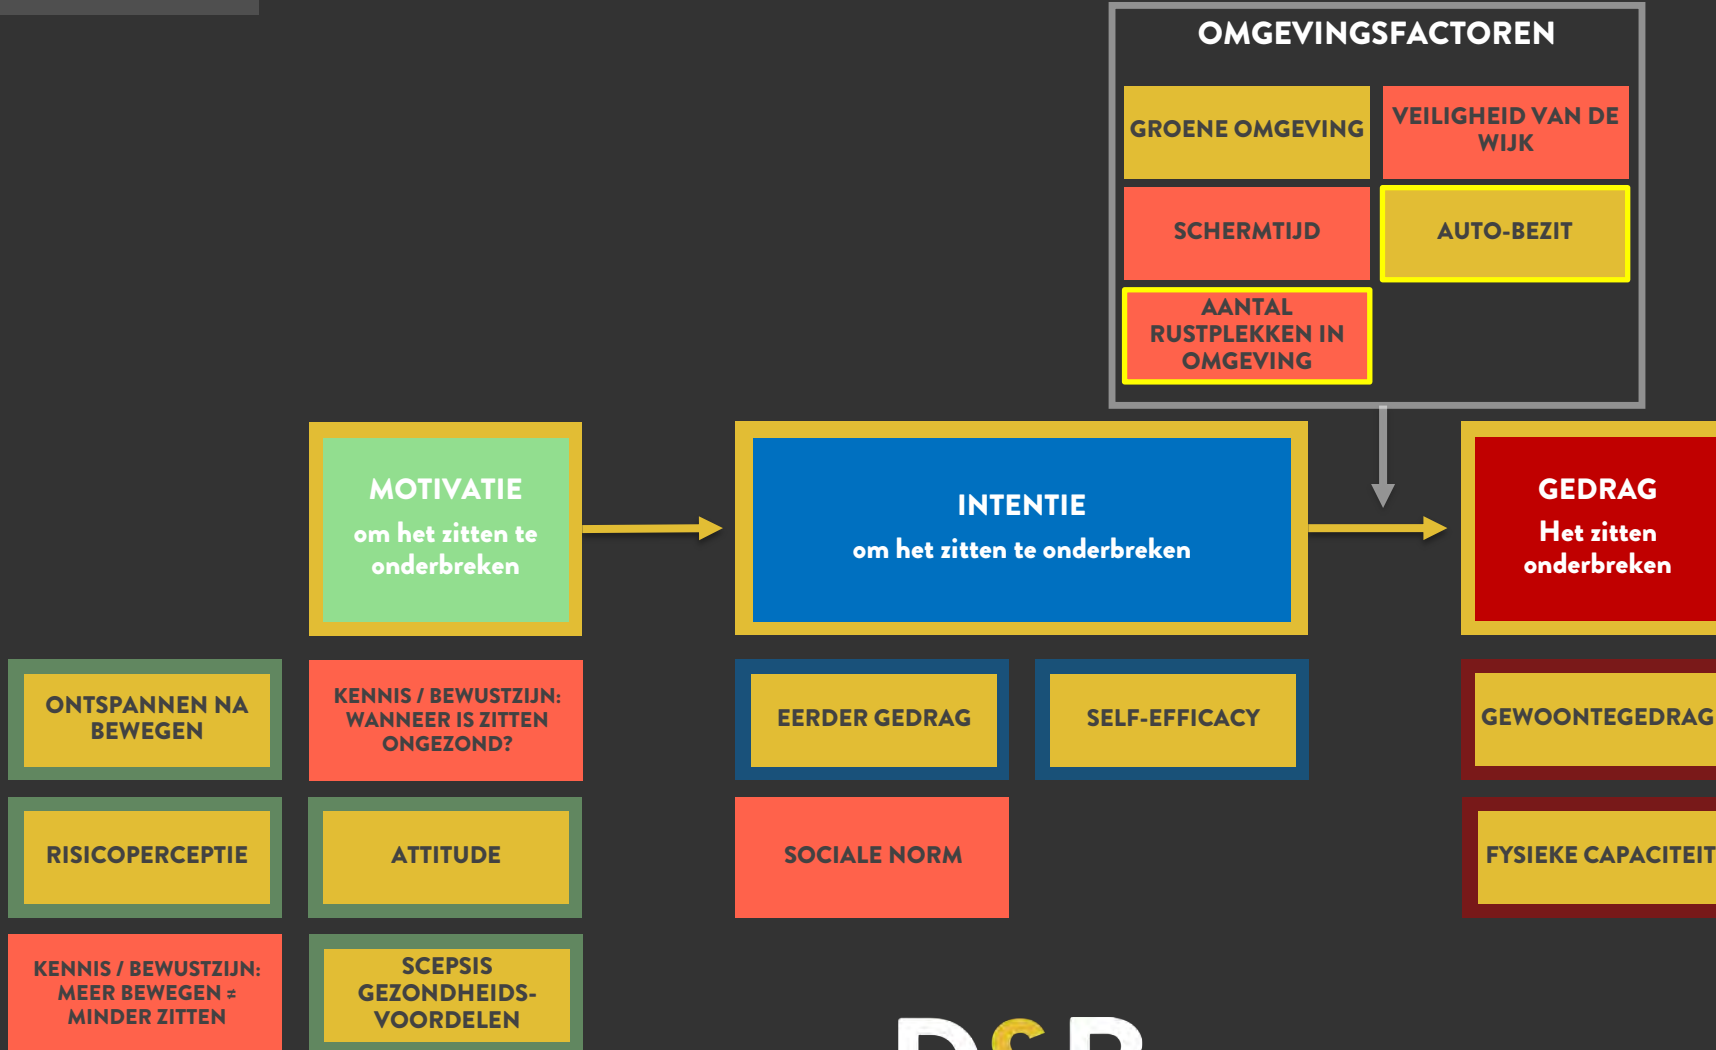 OMGEVINGSFACTOREN
GROENE OMGEVING
VEILIGHEID VAN DE
WIJK
SCHERMTIJD
AUTO-BEZIT
AANTAL
RUSTPLEKKEN IN
OMGEVING
MOTIVATIE
om het zitten te
onderbreken
INTENTIE
om het zitten te onderbreken
GEDRAG
Het zitten
onderbreken
ONTSPANNEN NA
BEWEGEN
KENNIS / BEWUSTZIJN:
WANNEER IS ZITTEN
ONGEZOND?
EERDER GEDRAG
SELF-EFFICACY
GEWOONTEGEDRAG
RISICOPERCEPTIE
ATTITUDE
SOCIALE NORM
FYSIEKE CAPACITEIT
KENNIS / BEWUSTZIJN:
MEER BEWEGEN ≠
MINDER ZITTEN
SCEPSIS
GEZONDHEIDS-
VOORDELEN